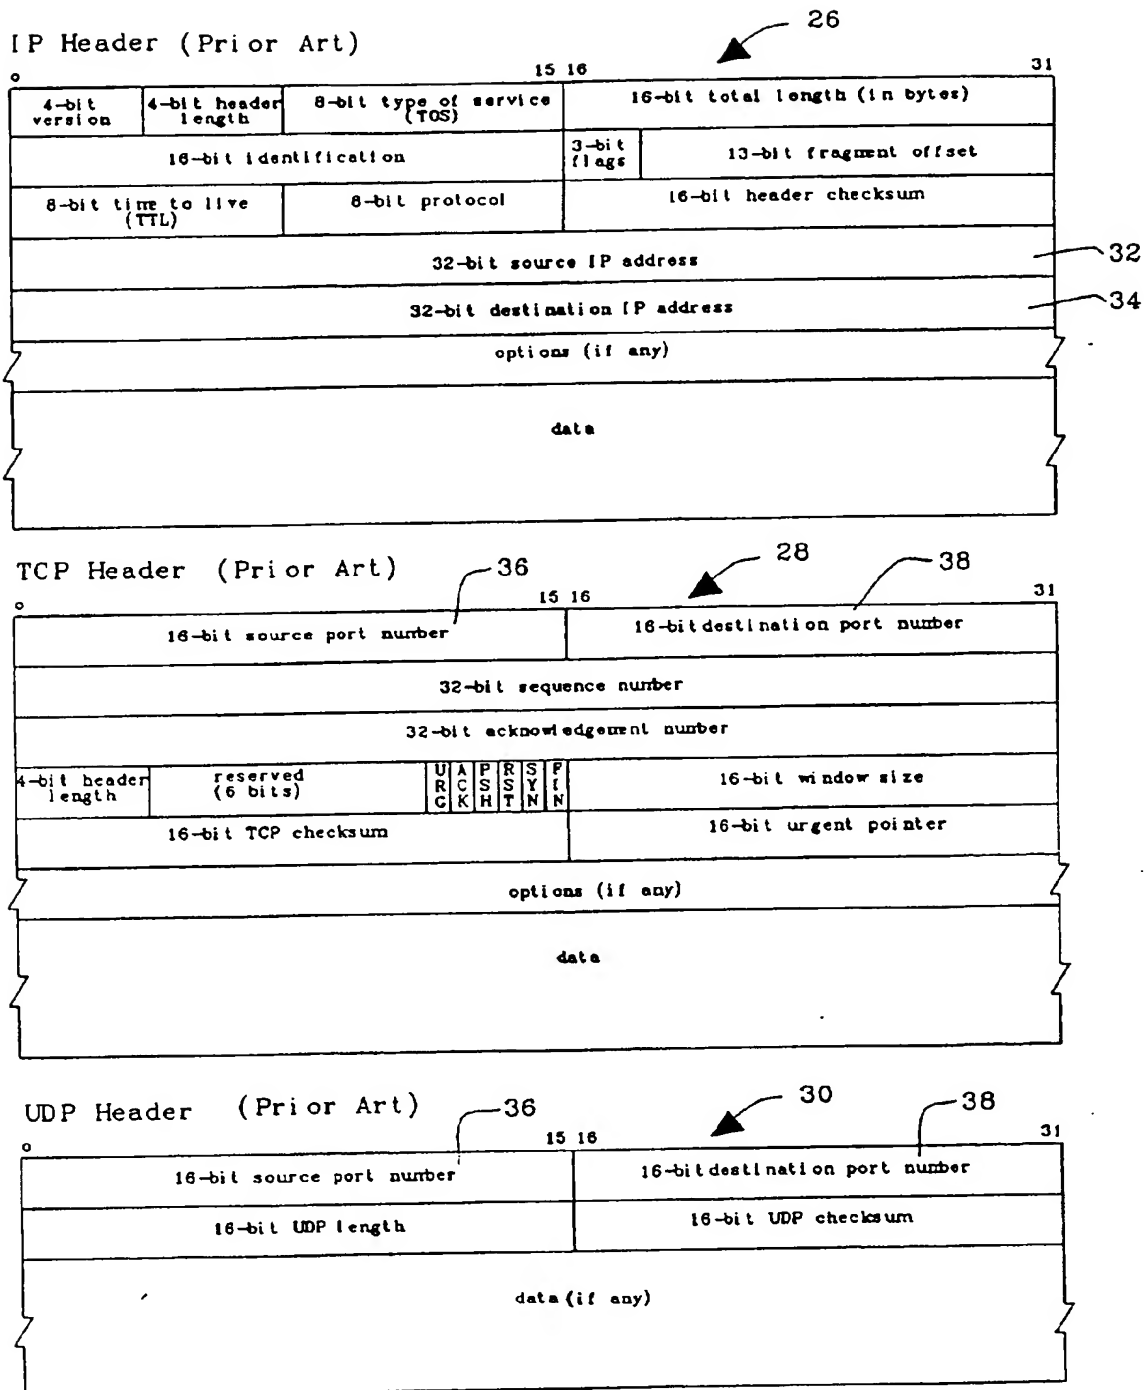 26
IP Header (Prior Art)
0 15 16 31
4-bit version 4-bit header length 8-bit type of service (TOS) 16-bit total length (in bytes)
16-bit identification 3-bit flags 13-bit fragment offset
8-bit time to live (TTL) 8-bit protocol 16-bit header checksum
32-bit source IP address 32
32-bit destination IP address 34
options (if any)
data
TCP Header (Prior Art) 36 28 38
0 15 16 31
16-bit source port number 16-bit destination port number
32-bit sequence number
32-bit acknowledgement number
4-bit header length reserved (6 bits) URG ACK PSH RST SYN FIN 16-bit window size
16-bit TCP checksum 16-bit urgent pointer
options (if any)
data
UDP Header (Prior Art) 36 30 38
0 15 16 31
16-bit source port number 16-bit destination port number
16-bit UDP length 16-bit UDP checksum
data (if any)